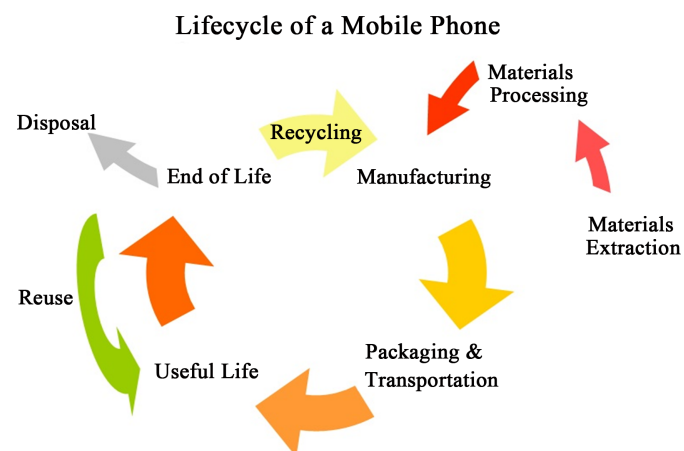 Lifecycle of a Mobile Phone
Materials
Processing
Disposal
Recycling
End of Life
Manufacturing
Materials
Extraction
Reuse
Packaging &
Transportation
Useful Life